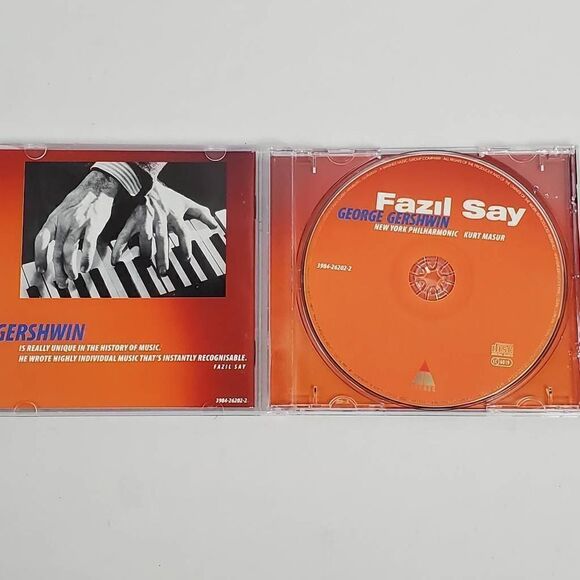 GERSHWIN
IS REALLY UNIQUE IN THE HISTORY OF MUSIC.
HE WROTE HIGHLY INDIVIDUAL MUSIC THAT'S INSTANTLY RECOGNISABLE.
FAZIL SAY
3984-26202-2
Fazıl Say
GEORGE GERSHWIN
NEW YORK PHILHARMONIC KURT MASUR
3984-26202-2